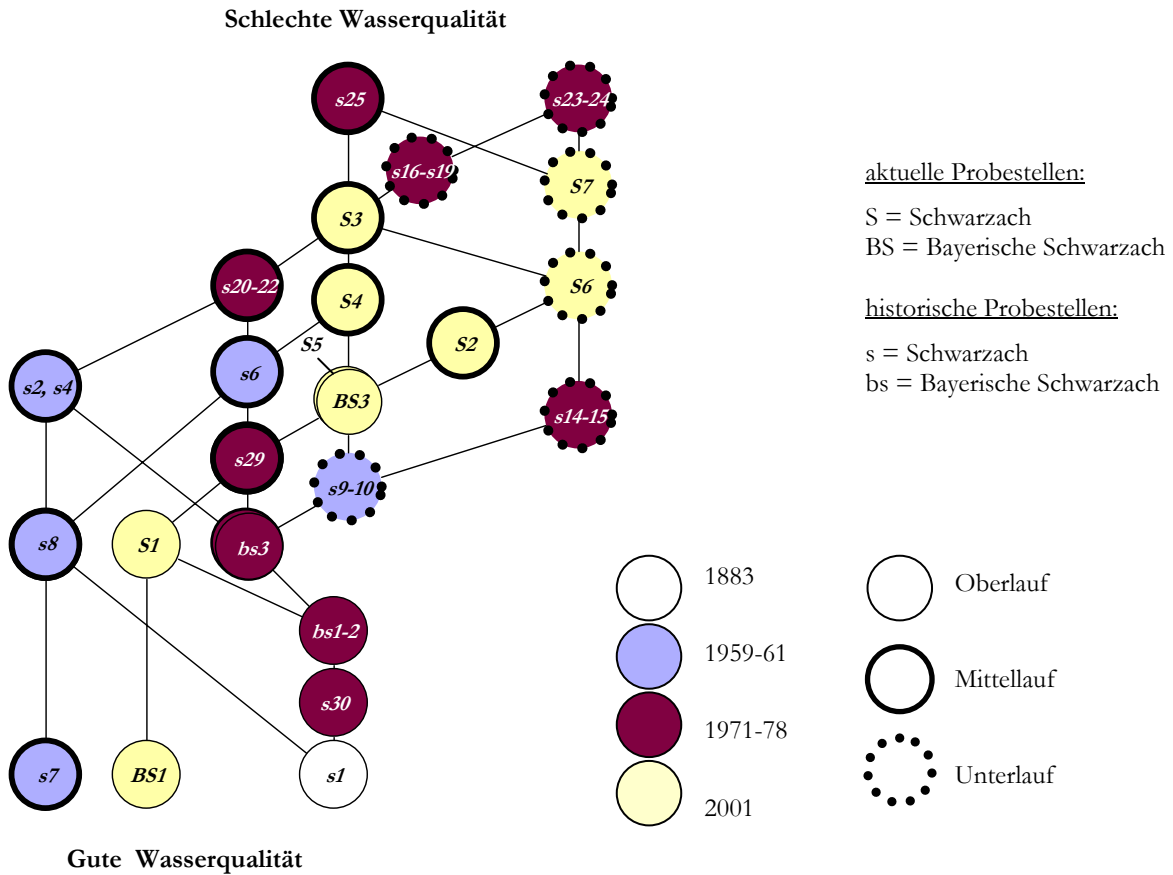 Schlechte Wasserqualität
s25
s23-24
s16-s19
S7
S3
s20-22
S4
S6
S5
S2
s2, s4
s6
BS3
s14-15
s29
s9-10
s8
S1
bs3
bs1-2
s30
s7
BS1
s1
Gute Wasserqualität
aktuelle Probestellen:
S = Schwarzach
BS = Bayerische Schwarzach
historische Probestellen:
s = Schwarzach
bs = Bayerische Schwarzach
1883
1959-61
1971-78
2001
Oberlauf
Mittellauf
Unterlauf